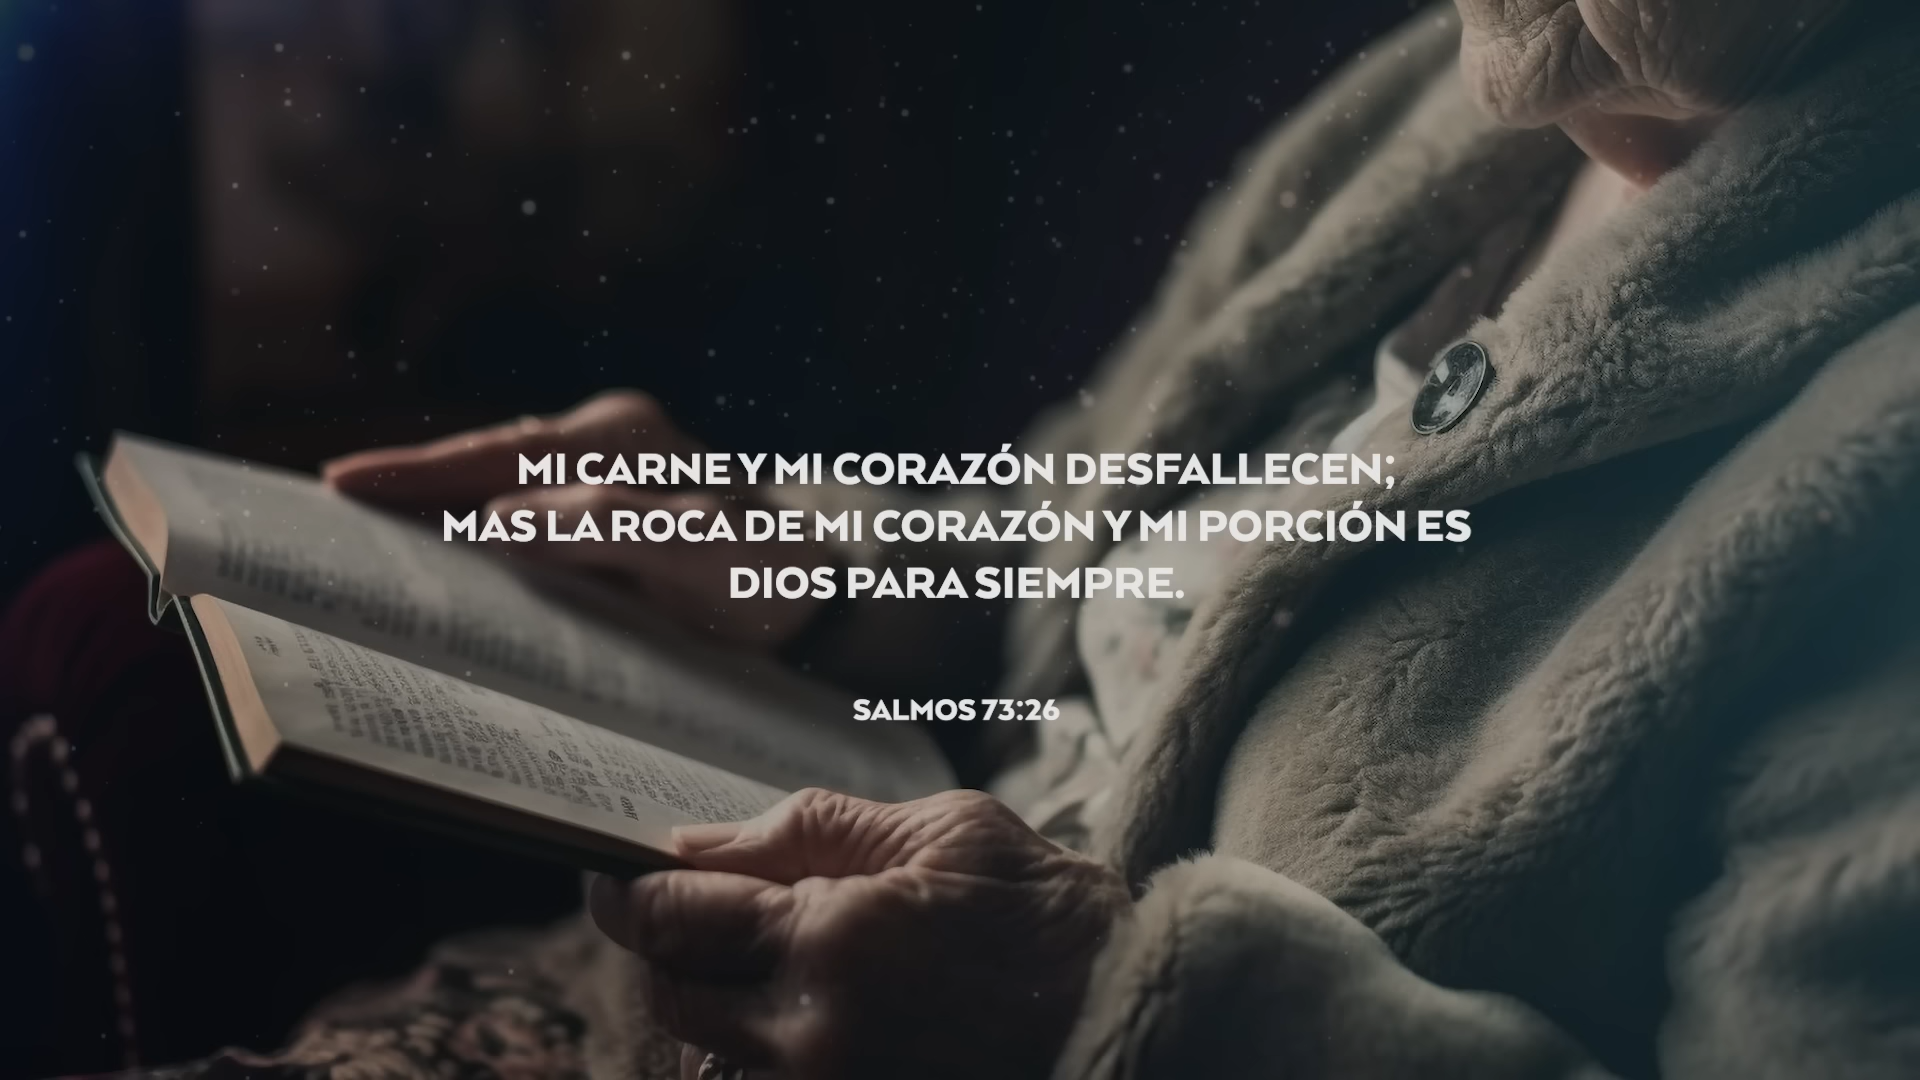 MI CARNE Y MI CORAZÓN DESFALLECEN;
MAS LA ROCA DE MI CORAZÓN Y MI PORCIÓN ES
DIOS PARA SIEMPRE.
SALMOS 73:26